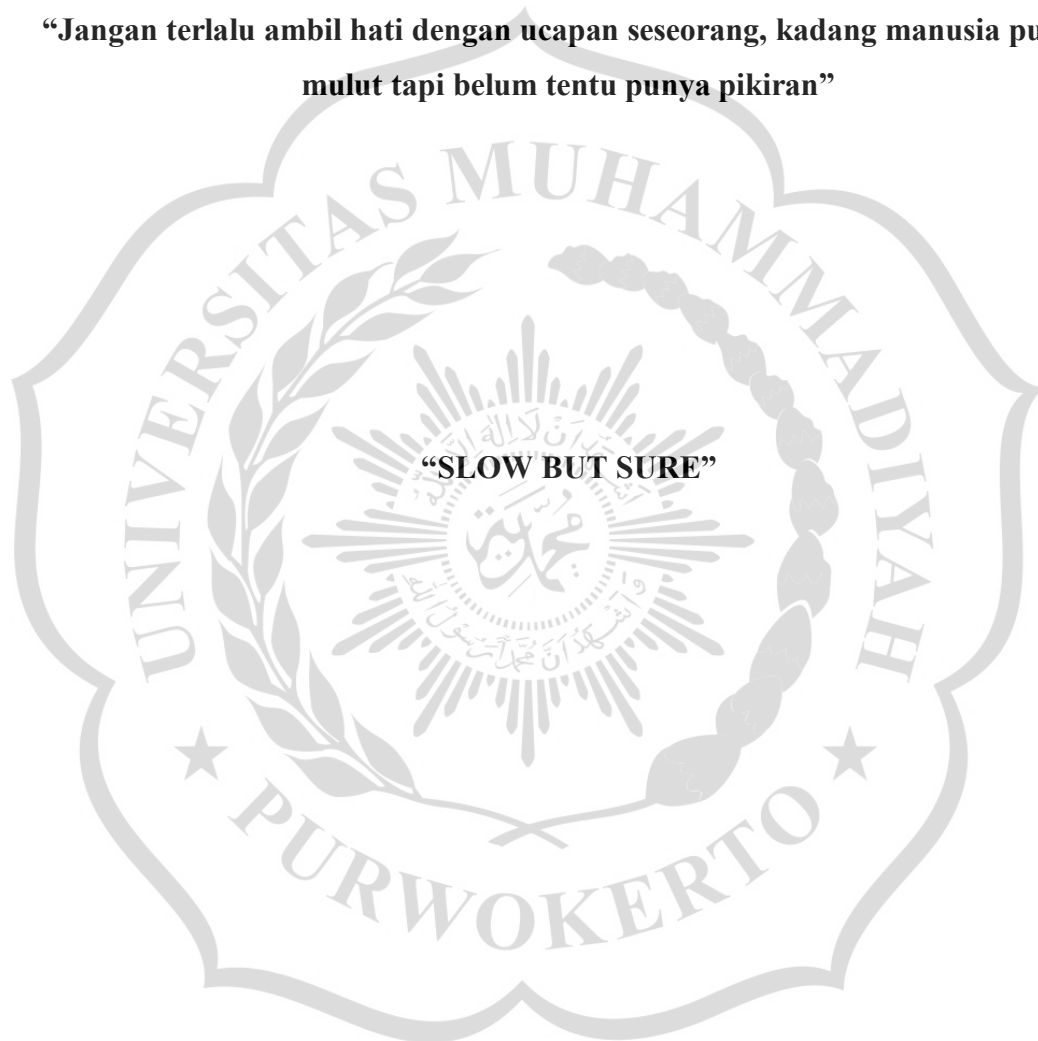 “Jangan terlalu ambil hati dengan ucapan seseorang, kadang manusia pu
mulut tapi belum tentu punya pikiran”
UNIVERSITAS MUHAMMADIYAH
“SLOW BUT SURE”
محمدية
PURWOKERTO